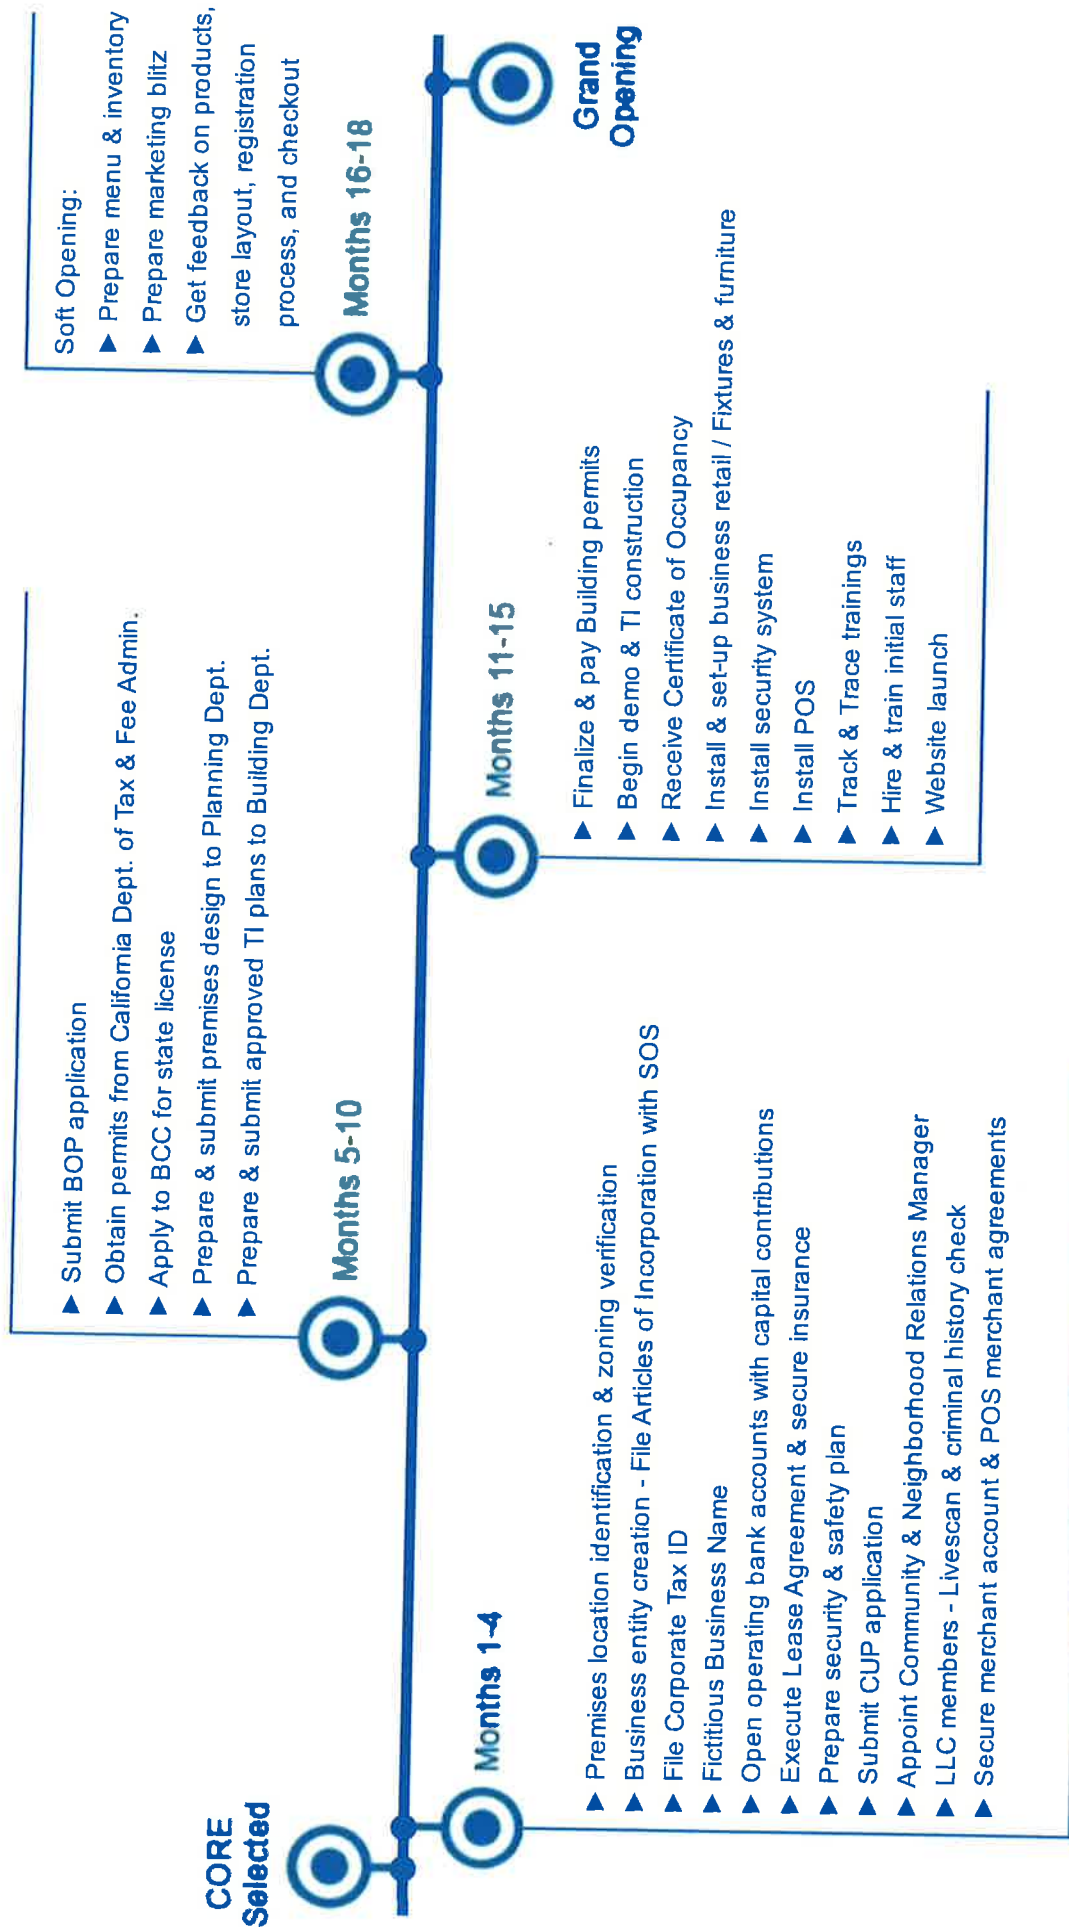 CORE
Selected
Months 1-4
▶ Premises location identification & zoning verification
▶ Business entity creation - File Articles of Incorporation with SOS
▶ File Corporate Tax ID
▶ Fictitious Business Name
▶ Open operating bank accounts with capital contributions
▶ Execute Lease Agreement & secure insurance
▶ Prepare security & safety plan
▶ Submit CUP application
▶ Appoint Community & Neighborhood Relations Manager
▶ LLC members - Livescan & criminal history check
▶ Secure merchant account & POS merchant agreements
▶ Submit BOP application
▶ Obtain permits from California Dept. of Tax & Fee Admin.
▶ Apply to BCC for state license
▶ Prepare & submit premises design to Planning Dept.
▶ Prepare & submit approved TI plans to Building Dept.
Months 5-10
Months 11-15
▶ Finalize & pay Building permits
▶ Begin demo & TI construction
▶ Receive Certificate of Occupancy
▶ Install & set-up business retail / Fixtures & furniture
▶ Install security system
▶ Install POS
▶ Track & Trace trainings
▶ Hire & train initial staff
▶ Website launch
Soft Opening:
▶ Prepare menu & inventory
▶ Prepare marketing blitz
▶ Get feedback on products,
store layout, registration
process, and checkout
Months 16-18
Grand
Opening